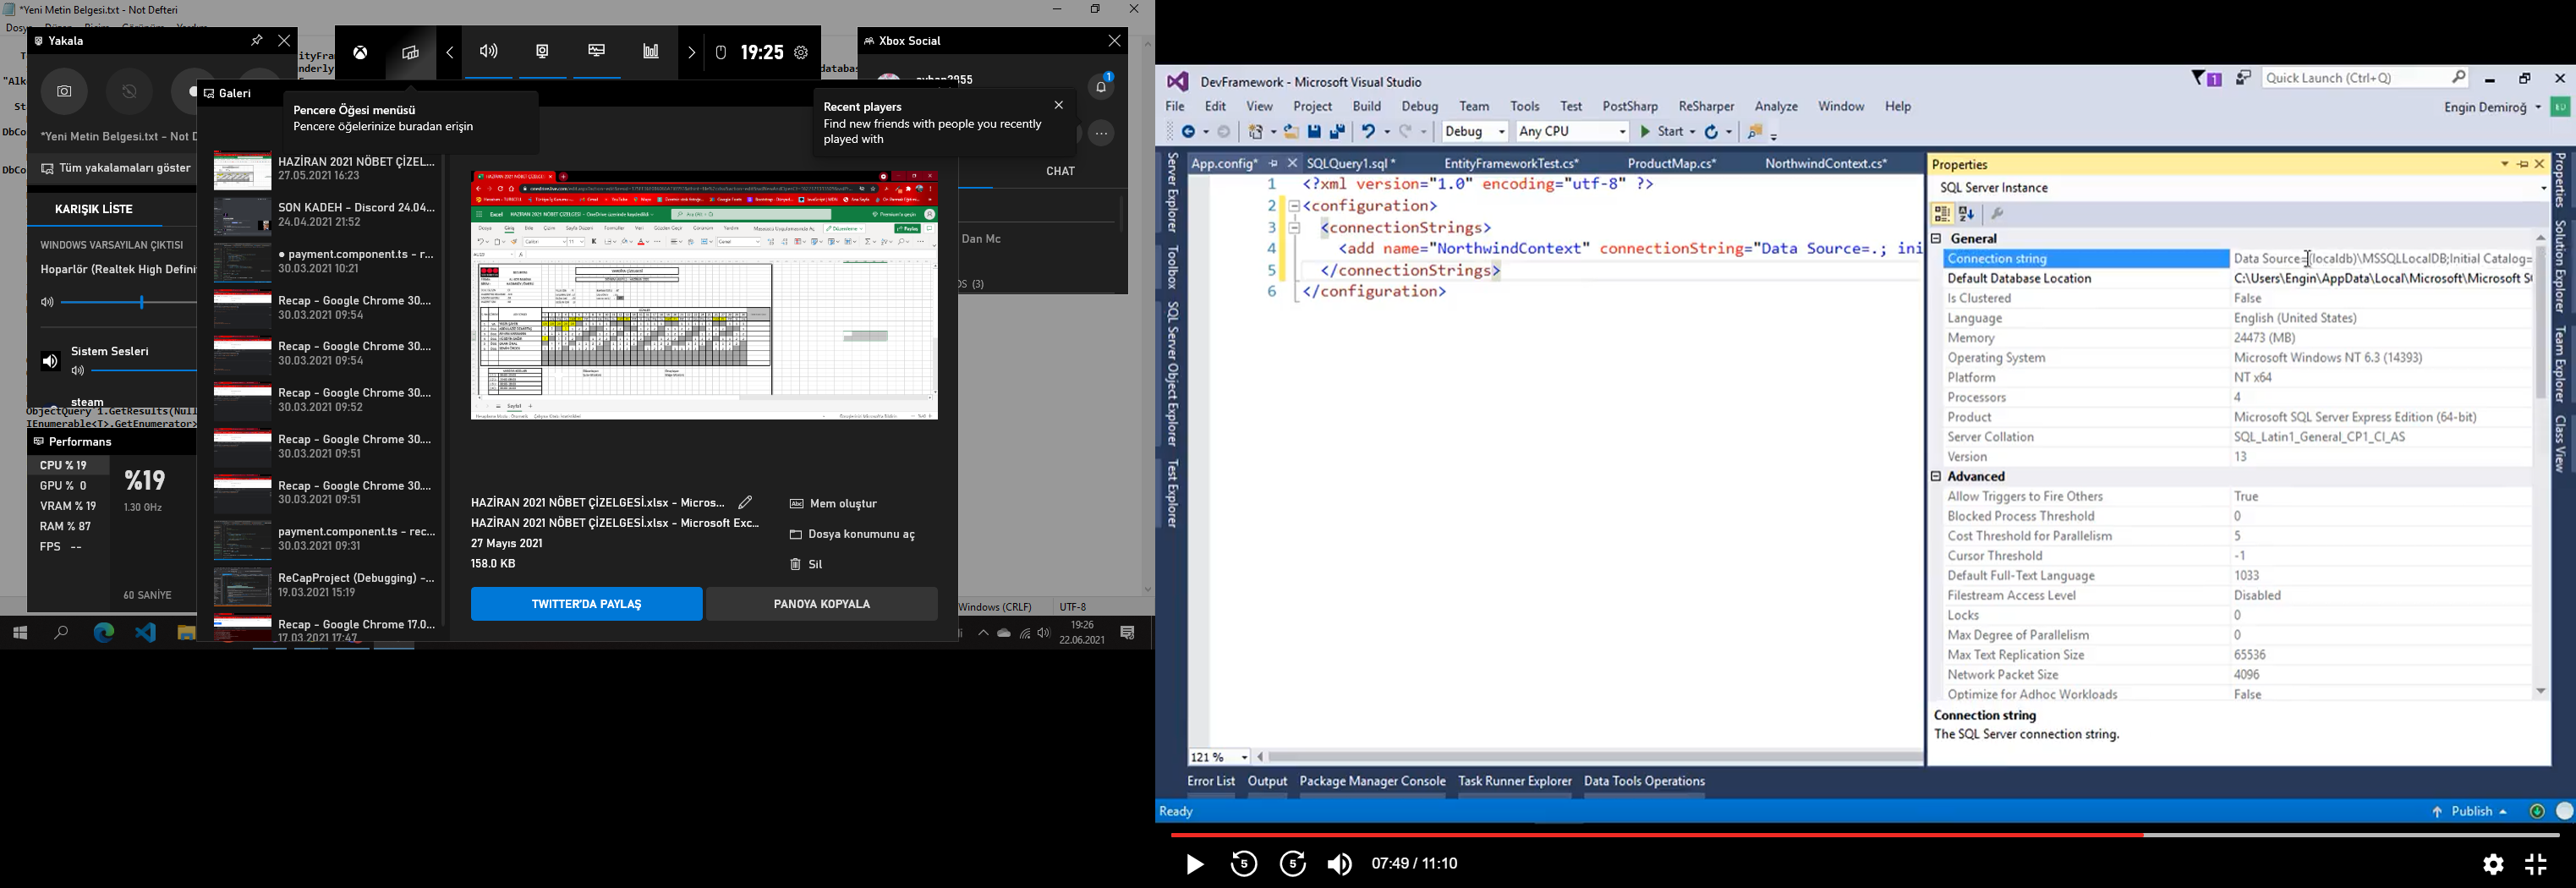 *Yeni Metin Belgesi.txt - Not Defteri
Yakala
*Yeni Metin Belgesi.txt - Not D
Tüm yakalamaları göster
KARIŞIK LİSTE
WINDOWS VARSAYILAN ÇIKTISI
Hoparlör (Realtek High Defini
Sistem Sesleri
steam
ObjectQuery`1.GetResults(Null
IEnumerable<T>.GetEnumerator>
Performans
CPU % 19
GPU % 0
VRAM % 19
RAM % 87
FPS --
%19
1.30 GHz
60 SANİYE
19:25
Galeri
Pencere Öğesi menüsü
Pencere öğelerinize buradan erişin
HAZİRAN 2021 NÖBET ÇİZEL...
27.05.2021 16:23
SON KADEH - Discord 24.04...
24.04.2021 21:52
● payment.component.ts - r...
30.03.2021 10:21
Recap - Google Chrome 30....
30.03.2021 09:54
Recap - Google Chrome 30....
30.03.2021 09:54
Recap - Google Chrome 30....
30.03.2021 09:52
Recap - Google Chrome 30....
30.03.2021 09:51
Recap - Google Chrome 30....
30.03.2021 09:51
payment.component.ts - rec...
30.03.2021 09:31
ReCapProject (Debugging) -...
19.03.2021 15:19
Recap - Google Chrome 17.0...
17.03.2021 17:47
HAZİRAN 2021 NÖBET ÇİZELGESİ.xlsx - Micros...
HAZİRAN 2021 NÖBET ÇİZELGESİ.xlsx - Microsoft Exc...
27 Mayıs 2021
158.0 KB
Mem oluştur
Dosya konumunu aç
Sil
TWITTER'DA PAYLAŞ
PANOYA KOPYALA
Xbox Social
Recent players
Find new friends with people you recently
played with
CHAT
Dan Mc
Windows (CRLF)
UTF-8
19:26
22.06.2021
DevFramework - Microsoft Visual Studio
1
Quick Launch (Ctrl+Q)
File Edit View Project Build Debug Team Tools Test PostSharp ReSharper Analyze Window Help
Engin Demiroğ
Debug Any CPU Start
App.config* SQLQuery1.sql * EntityFrameworkTest.cs* ProductMap.cs* NorthwindContext.cs*
Server Explorer
Toolbox
SQL Server Object Explorer
Test Explorer
1 <?xml version="1.0" encoding="utf-8" ?>
2 <configuration>
3 <connectionStrings>
4 <add name="NorthwindContext" connectionString="Data Source=.; ini
5 </connectionStrings>
6 </configuration>
121 %
Properties
SQL Server Instance
General
Connection string Data Source=(localdb)\MSSQLLocalDB;Initial Catalog=
Default Database Location C:\Users\Engin\AppData\Local\Microsoft\Microsoft S
Is Clustered False
Language English (United States)
Memory 24473 (MB)
Operating System Microsoft Windows NT 6.3 (14393)
Platform NT x64
Processors 4
Product Microsoft SQL Server Express Edition (64-bit)
Server Collation SQL_Latin1_General_CP1_CI_AS
Version 13
Advanced
Allow Triggers to Fire Others True
Blocked Process Threshold 0
Cost Threshold for Parallelism 5
Cursor Threshold -1
Default Full-Text Language 1033
Filestream Access Level Disabled
Locks 0
Max Degree of Parallelism 0
Max Text Replication Size 65536
Network Packet Size 4096
Optimize for Adhoc Workloads False
Connection string
The SQL Server connection string.
Properties
Solution Explorer
Team Explorer
Class View
Error List Output Package Manager Console Task Runner Explorer Data Tools Operations
Ready
Publish
5
5
07:49 / 11:10